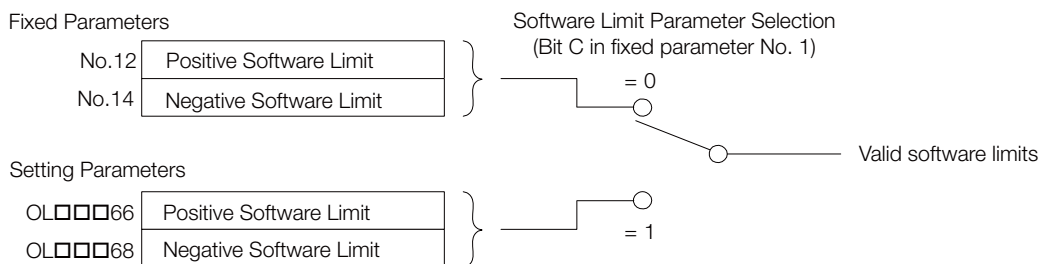 Fixed Parameters
Software Limit Parameter Selection
(Bit C in fixed parameter No. 1)
No.12 Positive Software Limit
= 0
No.14 Negative Software Limit
Valid software limits
Setting Parameters
OL□□□66 Positive Software Limit
= 1
OL□□□68 Negative Software Limit